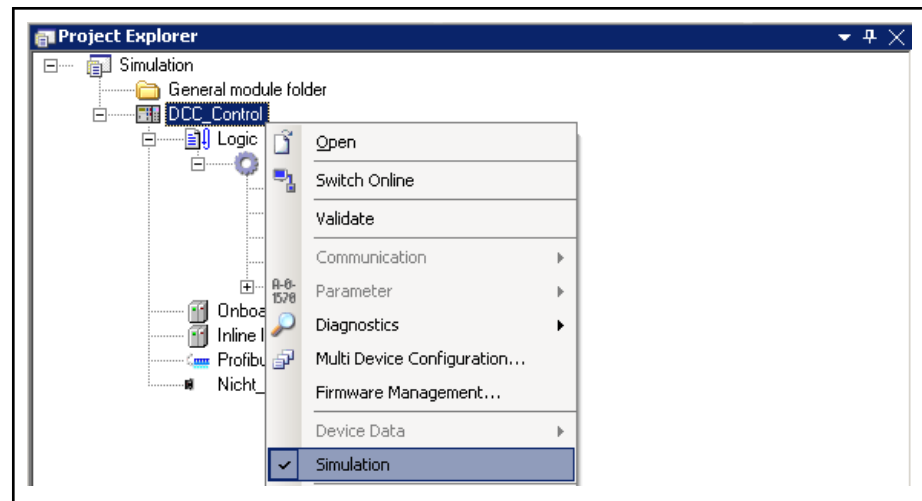 Project Explorer
Simulation
General module folder
DCC_Control
Logic
Open
Switch Online
Validate
Communication
A-0-
1570
Parameter
Onboa
Diagnostics
Inline I
Profibu
Multi Device Configuration...
Nicht_
Firmware Management...
Device Data
Simulation